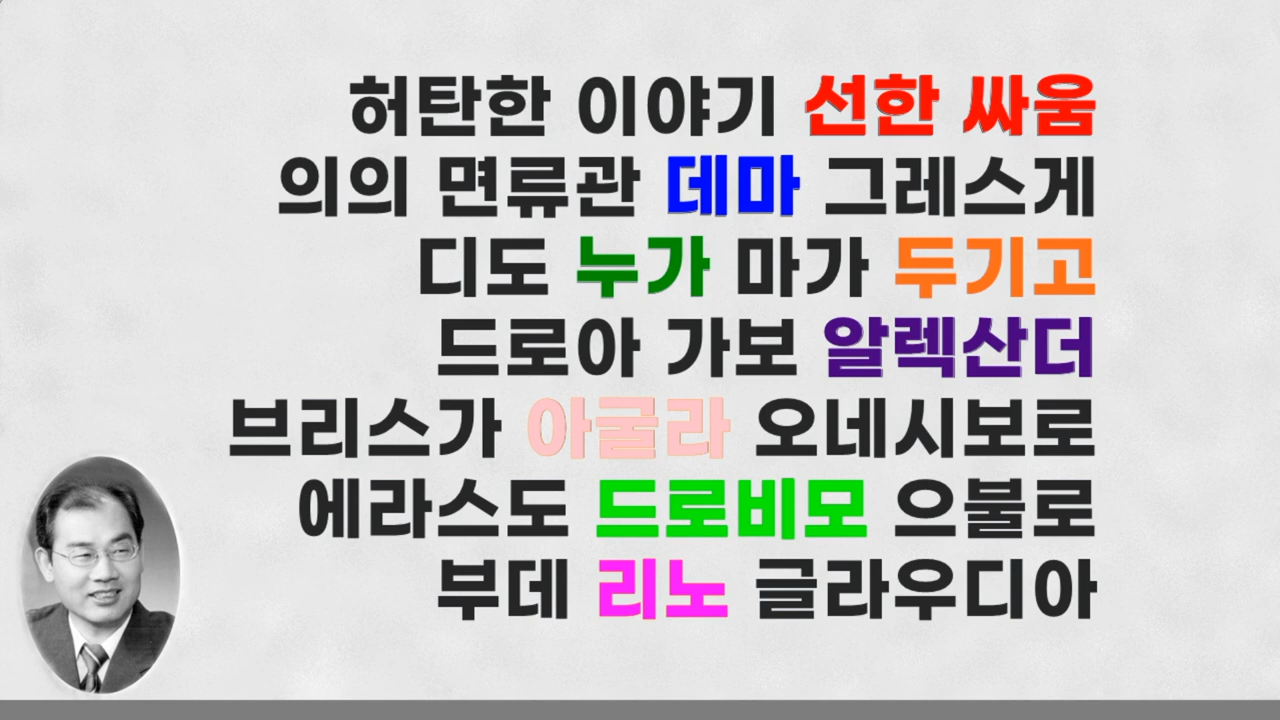 허탄한 이야기 선한 싸움
의의 면류관 데마 그레스게
디도 누가 마가 두기고
드로아 가보 알렉산더
브리스가 아굴라 오네시보로
에라스도 드로비모 으불로
부데 리노 글라우디아